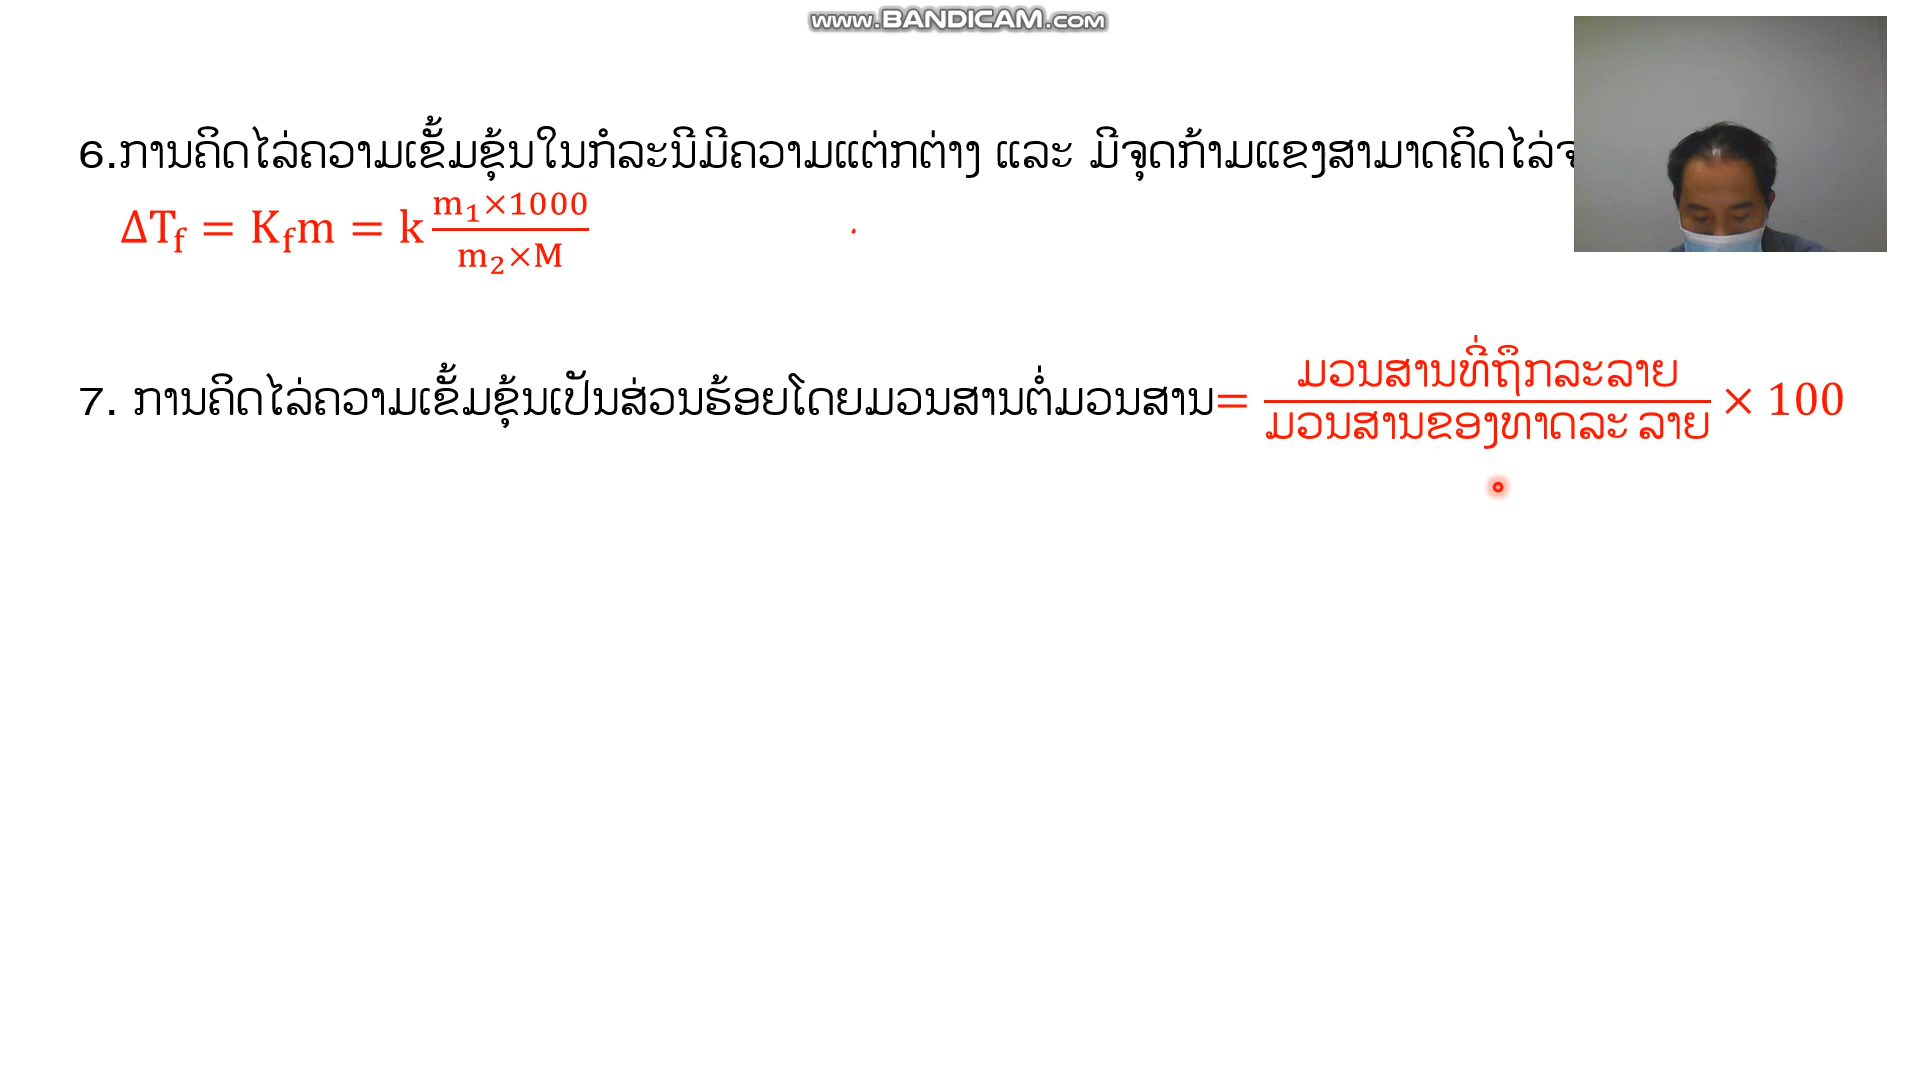 www.BANDICAM.com
6.ການຄິດໄລ່ຄວາມເຂັ້ມຂຸ້ນໃນກໍລະນີມີຄວາມແຕ່ກຕ່າງ ແລະ ມີຈຸດກ້າມແຂງສາມາດຄິດໄລ່
ΔT_f = K_f m = k (m₁×1000)/(m₂×M)
7. ການຄິດໄລ່ຄວາມເຂັ້ມຂຸ້ນເປັນສ່ວນຮ້ອຍໂດຍມວນສານຕໍ່ມວນສານ= ມວນສານທີ່ຖຶກລະລາຍ / ມວນສານຂອງທາດລະ ລາຍ × 100